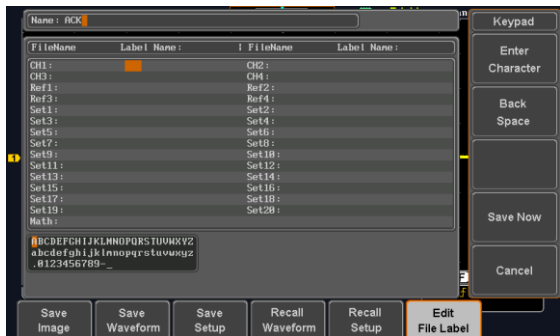 Name: ACK
FileName Label Name: | FileName Label Name:
CH1: CH2:
CH3: CH4:
Ref1: Ref2:
Ref3: Ref4:
Set1: Set2:
Set3: Set4:
Set5: Set6:
Set7: Set8:
Set9: Set10:
Set11: Set12:
Set13: Set14:
Set15: Set16:
Set17: Set18:
Set19: Set20:
Math:
ABCDEFGHIJKLMNOPQRSTUVWXYZ
abcdefghijklmnopqrstuvwxyz
.0123456789-_
1
Keypad
Enter
Character
Back
Space
Save Now
Cancel
F
f
Save Image
Save Waveform
Save Setup
Recall Waveform
Recall Setup
Edit File Label